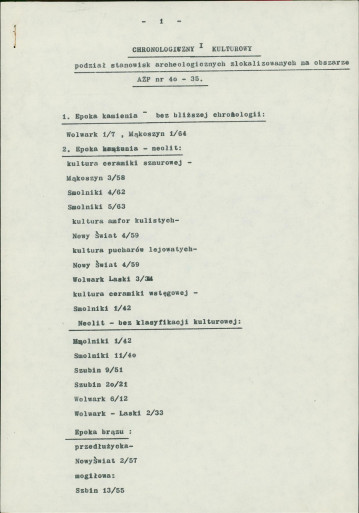 - 1 -
CHRONOLOGICZNY I KULTUROWY
podział stanowisk archeologicznych zlokalizowanych na obszarze
AZP nr 4o - 35.
1. Epoka kamienia - bez bliższej chronologii:
Wolwark 1/7 , Mąkoszyn 1/64
2. Epoka kamienia - neolit:
kultura ceramiki sznurowej -
Mąkoszyn 3/58
Smolniki 4/62
Smolniki 5/63
kultura amfor kulistych-
Nowy Świat 4/59
kultura pucharów lejowatych-
Nowy Świat 4/59
Wolwark Laski 3/34
kultura ceramiki wstęgowej -
Smolniki 1/42
Neolit - bez klasyfikacji kulturowej:
Smolniki 1/42
Smolniki 11/4o
Szubin 9/51
Szubin 2o/21
Wolwark 6/12
Wolwark - Laski 2/33
Epoka brązu :
przedłużycka-
NowyŚwiat 2/57
mogiłowa:
Szbin 13/55